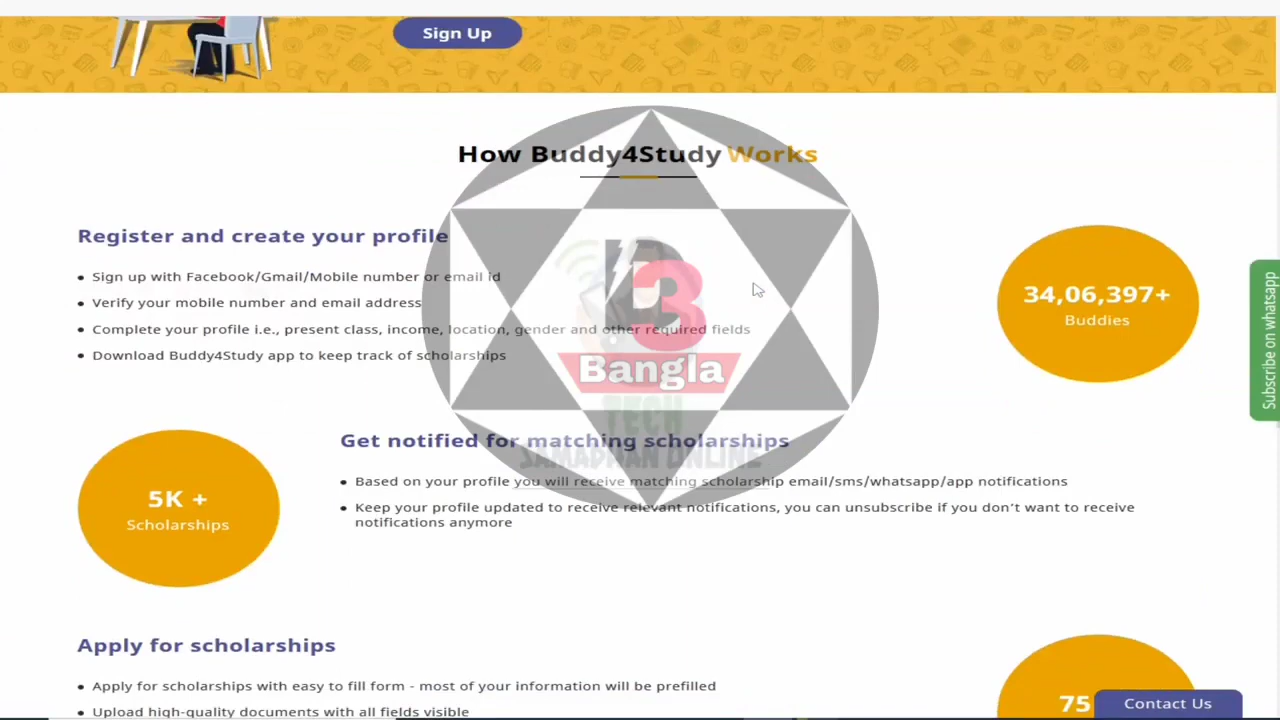 Sign Up
How Buddy4Study Works
Register and create your profile
• Sign up with Facebook/Gmail/Mobile number or email id
• Verify your mobile number and email address
• Complete your profile i.e., present class, income, location, gender and other required fields
• Download Buddy4Study app to keep track of scholarships
34,06,397+
Buddies
Subscribe on whatsapp
B3
Bangla
TECH
SAMADHAN ONLINE
5K +
Scholarships
Get notified for matching scholarships
• Based on your profile you will receive matching scholarship email/sms/whatsapp/app notifications
• Keep your profile updated to receive relevant notifications, you can unsubscribe if you don’t want to receive
notifications anymore
Apply for scholarships
• Apply for scholarships with easy to fill form - most of your information will be prefilled
• Upload high-quality documents with all fields visible
75
Contact Us